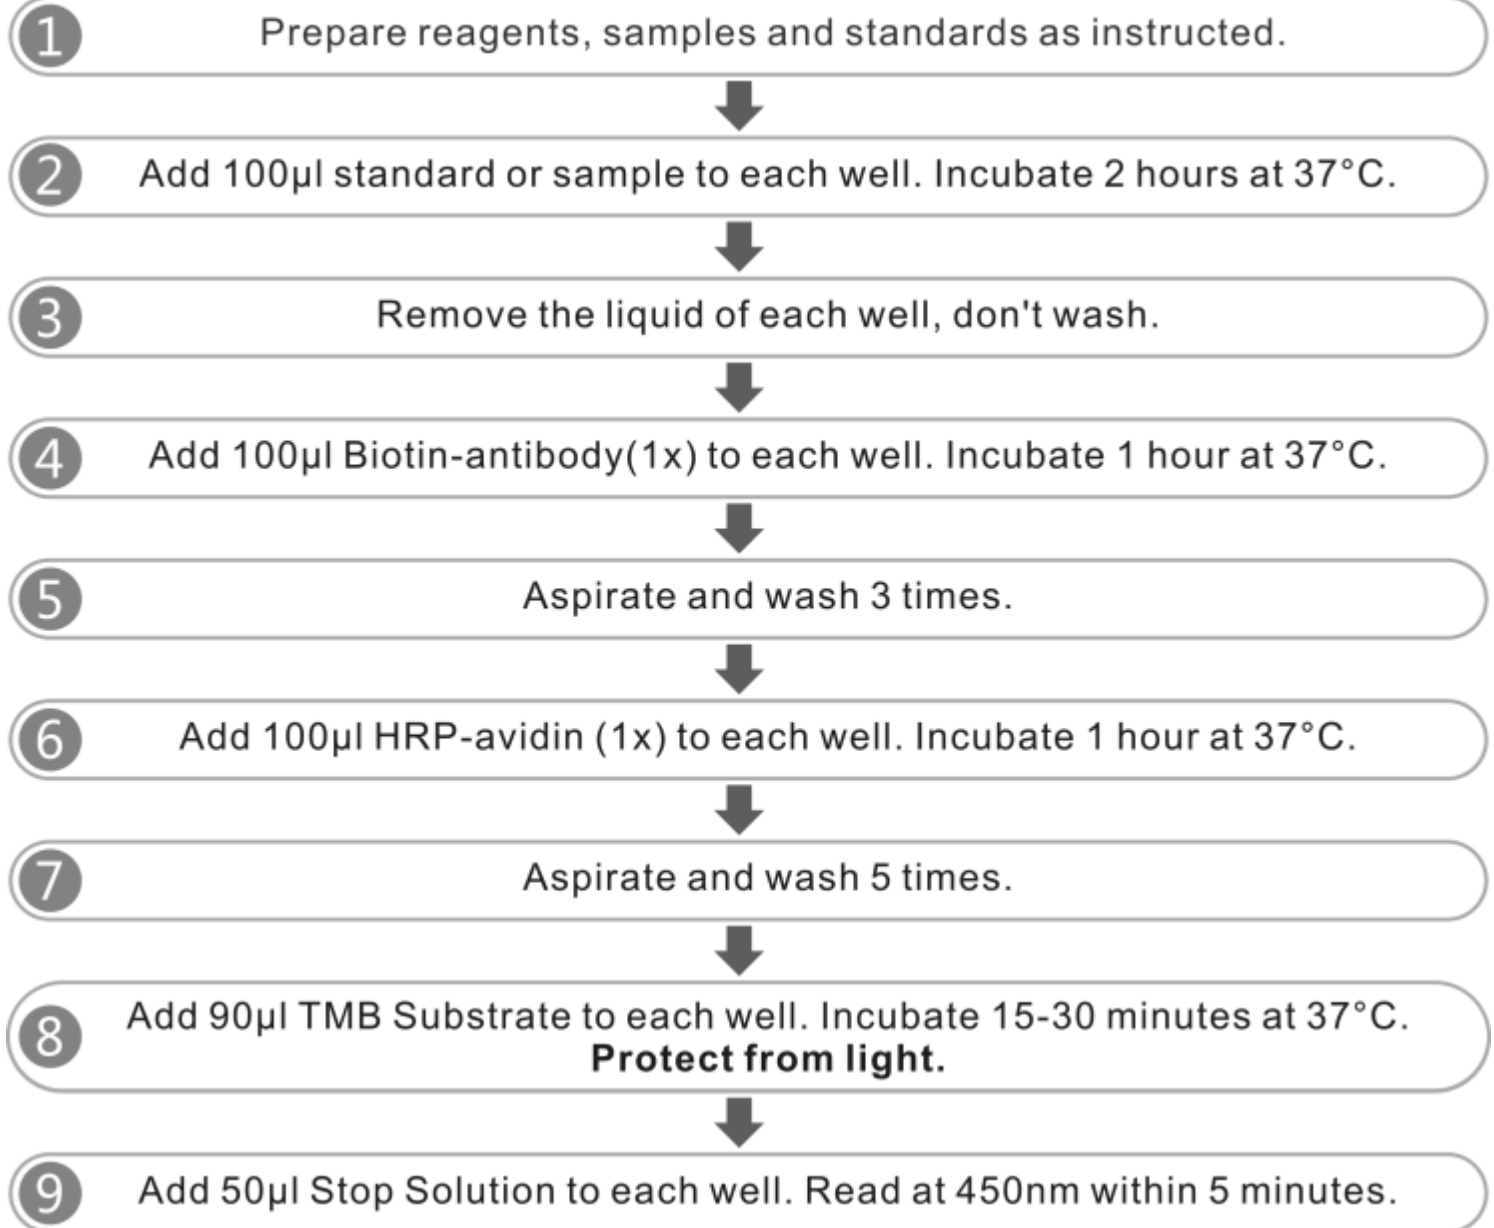 1 Prepare reagents, samples and standards as instructed.
2 Add 100µl standard or sample to each well. Incubate 2 hours at 37°C.
3 Remove the liquid of each well, don't wash.
4 Add 100µl Biotin-antibody(1x) to each well. Incubate 1 hour at 37°C.
5 Aspirate and wash 3 times.
6 Add 100µl HRP-avidin (1x) to each well. Incubate 1 hour at 37°C.
7 Aspirate and wash 5 times.
8 Add 90µl TMB Substrate to each well. Incubate 15-30 minutes at 37°C.
Protect from light.
9 Add 50µl Stop Solution to each well. Read at 450nm within 5 minutes.